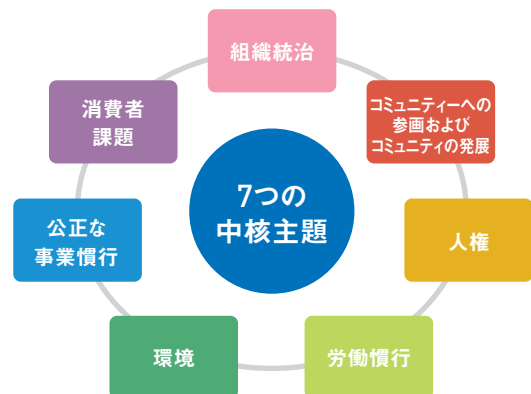 組織統治
コミュニティーへの
参画および
コミュニティの発展
人権
労働慣行
環境
公正な
事業慣行
消費者
課題
7つの
中核主題